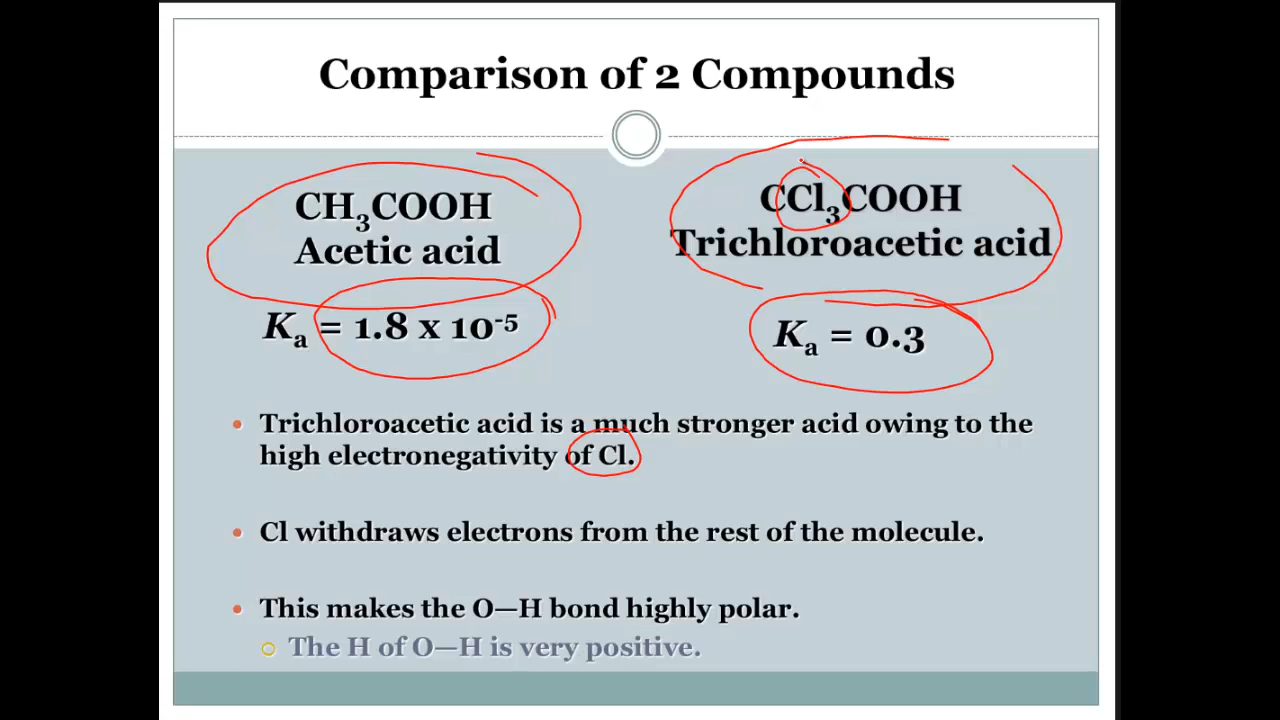 Comparison of 2 Compounds
CH₃COOH
Acetic acid
Kₐ = 1.8 x 10⁻⁵
CCl₃COOH
Trichloroacetic acid
Kₐ = 0.3
• Trichloroacetic acid is a much stronger acid owing to the
high electronegativity of Cl.
• Cl withdraws electrons from the rest of the molecule.
• This makes the O—H bond highly polar.
○ The H of O—H is very positive.